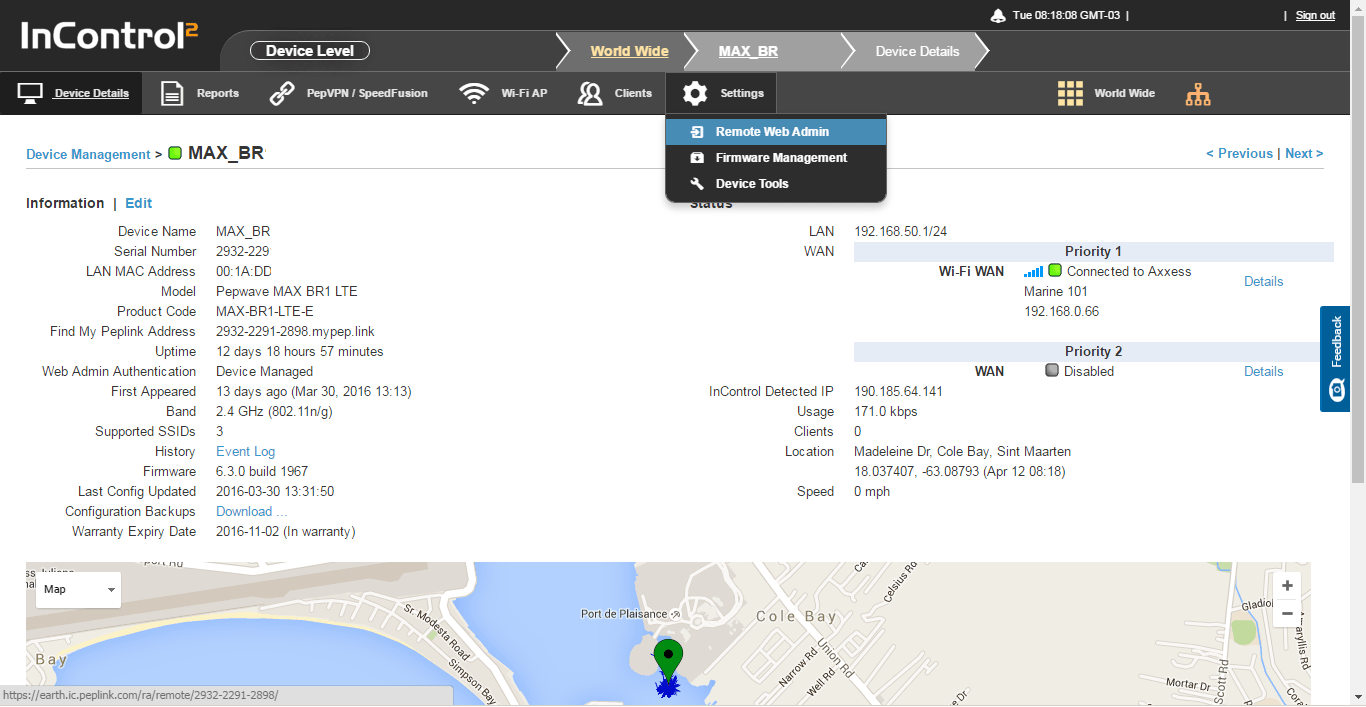 InControl2
Tue 08:18:08 GMT-03 |
| Sign out
Device Level
World Wide
MAX_BR
Device Details
Device Details
Reports
PepVPN / SpeedFusion
Wi-Fi AP
Clients
Settings
World Wide
Remote Web Admin
Firmware Management
Device Tools
Device Management > MAX_BR
< Previous | Next >
Information | Edit
Device Name MAX_BR
Serial Number 2932-229
LAN MAC Address 00:1A:DD
Model Pepwave MAX BR1 LTE
Product Code MAX-BR1-LTE-E
Find My Peplink Address 2932-2291-2898.mypep.link
Uptime 12 days 18 hours 57 minutes
Web Admin Authentication Device Managed
First Appeared 13 days ago (Mar 30, 2016 13:13)
Band 2.4 GHz (802.11n/g)
Supported SSIDs 3
History Event Log
Firmware 6.3.0 build 1967
Last Config Updated 2016-03-30 13:31:50
Configuration Backups Download ...
Warranty Expiry Date 2016-11-02 (In warranty)
Status
LAN 192.168.50.1/24
WAN Priority 1
Wi-Fi WAN Connected to Axxess
Marine 101
192.168.0.66
Details
Priority 2
WAN Disabled Details
InControl Detected IP 190.185.64.141
Usage 171.0 kbps
Clients 0
Location Madeleine Dr, Cole Bay, Sint Maarten
18.037407, -63.08793 (Apr 12 08:18)
Speed 0 mph
Feedback
Map
+
−
Port de Plaisance
Cole Bay
Celsius Rd
Sr. Modesta Road
Simpson Bay
Bay
Union Rd
Narrow Rd
Well Rd
Scott Rd
Mortar Dr
https://earth.ic.peplink.com/ra/remote/2932-2291-2898/